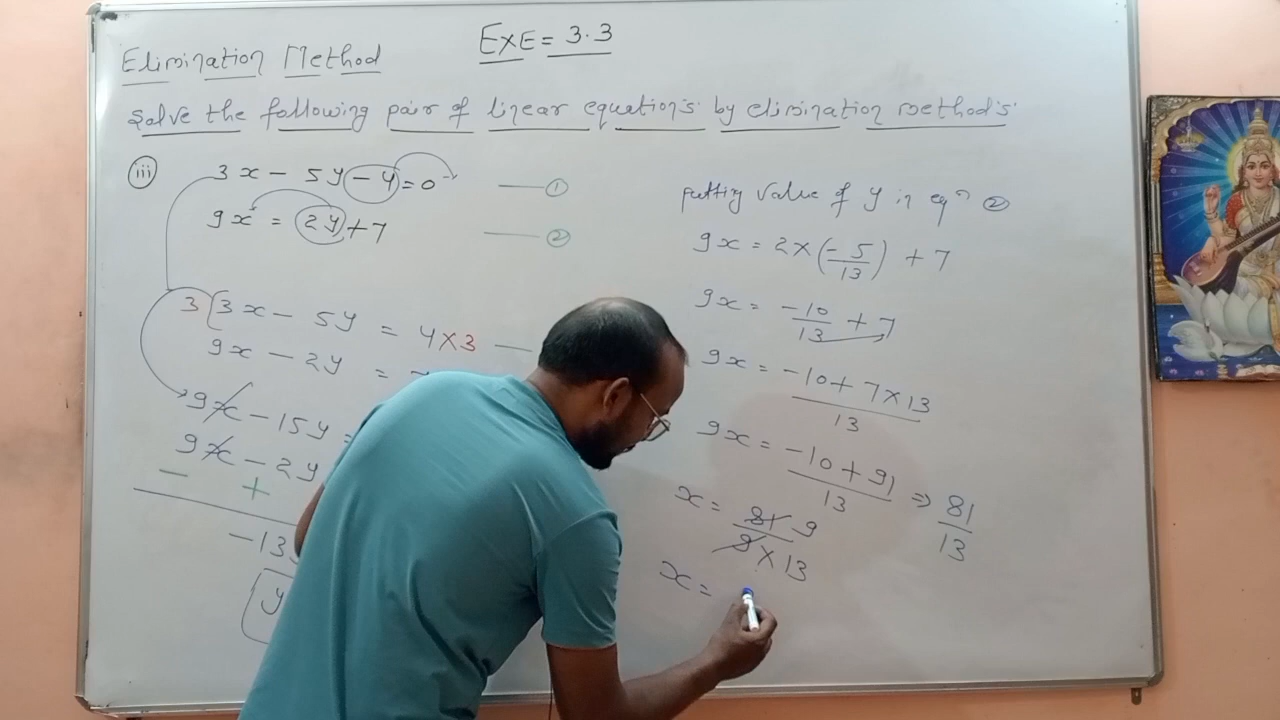 Elimination Method
EXE = 3.3
Solve the following pair of linear equations by elimination methods.
(iii) 3x - 5y - 4 = 0 — ①
9x = 2y + 7 — ②
3(3x - 5y = 4×3 —
9x - 2y =
9x - 15y =
9x - 2y
- +
-13
y
putting value of y in eqn ②
9x = 2×(-5/13) + 7
9x = -10/13 + 7
9x = -10+7×13/13
9x = -10+91/13 ⇒ 81/13
x = 81 9/9×13
x =